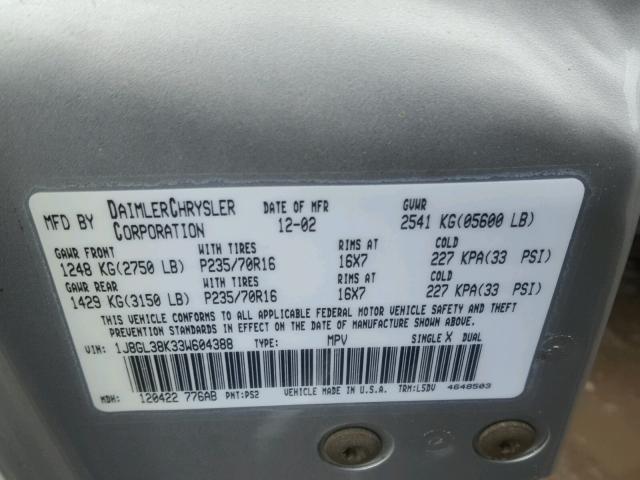 MFD BY DAIMLERCHRYSLER CORPORATION DATE OF MFR 12-02 GVWR 2541 KG(05600 LB)
GAWR FRONT WITH TIRES RIMS AT COLD
1248 KG(2750 LB) P235/70R16 16X7 227 KPA(33 PSI)
GAWR REAR WITH TIRES RIMS AT COLD
1429 KG(3150 LB) P235/70R16 16X7 227 KPA(33 PSI)
THIS VEHICLE CONFORMS TO ALL APPLICABLE FEDERAL MOTOR VEHICLE SAFETY AND THEFT
PREVENTION STANDARDS IN EFFECT ON THE DATE OF MANUFACTURE SHOWN ABOVE.
VIN: 1J8GL38K33W604388 TYPE: MPV SINGLE X DUAL
MDH: 120422 776AB PNT:PS2 VEHICLE MADE IN U.S.A. TRM:L5DV 4648503